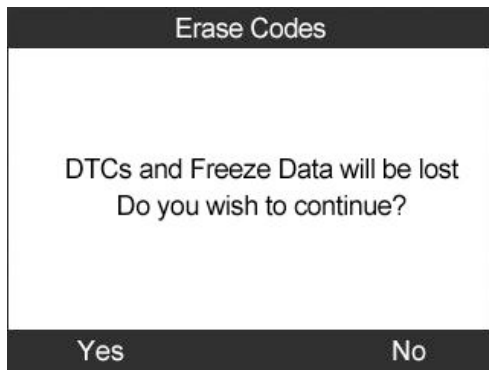 Erase Codes
DTCs and Freeze Data will be lost
Do you wish to continue?
Yes No